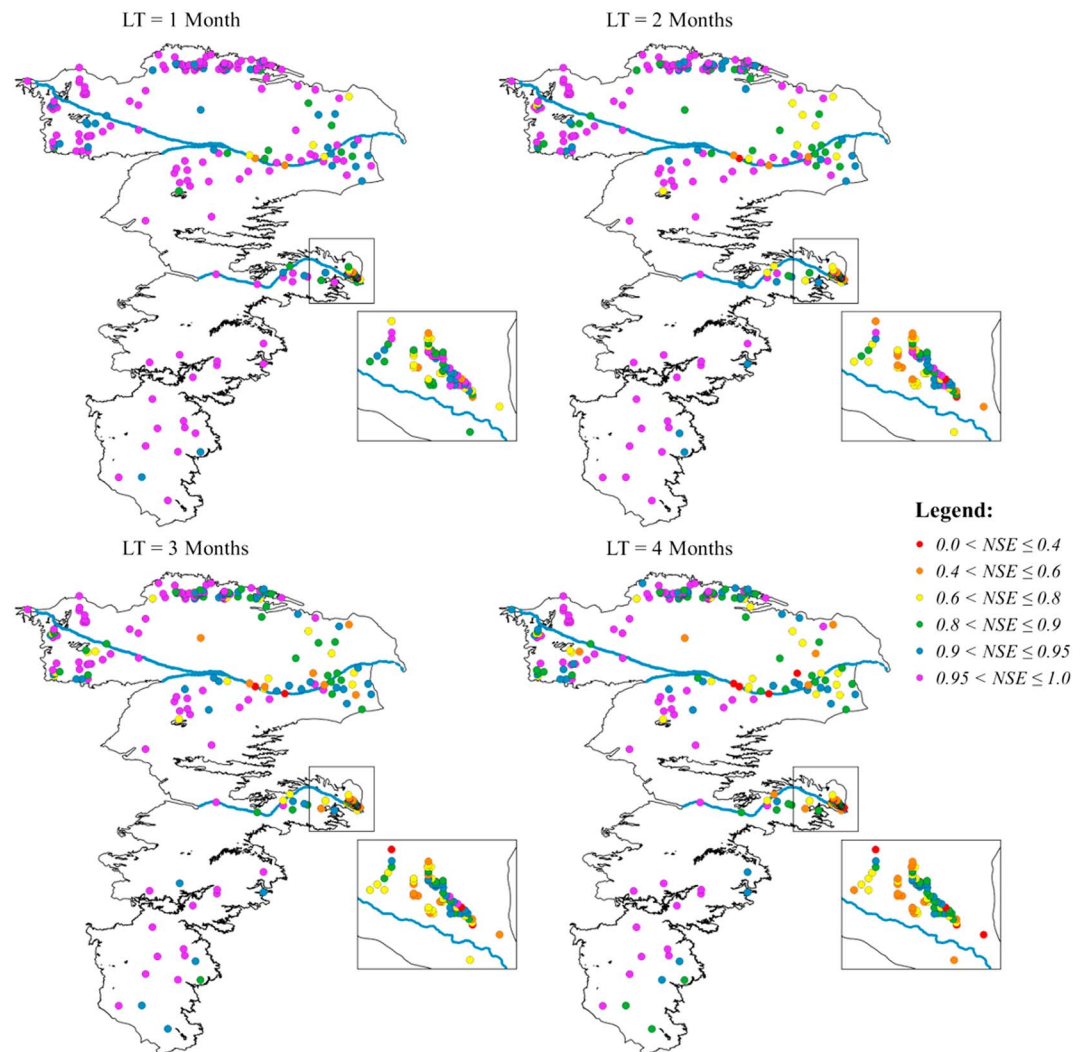 LT = 1 Month
LT = 2 Months
LT = 3 Months
LT = 4 Months
Legend:
0.0 < NSE ≤ 0.4
0.4 < NSE ≤ 0.6
0.6 < NSE ≤ 0.8
0.8 < NSE ≤ 0.9
0.9 < NSE ≤ 0.95
0.95 < NSE ≤ 1.0